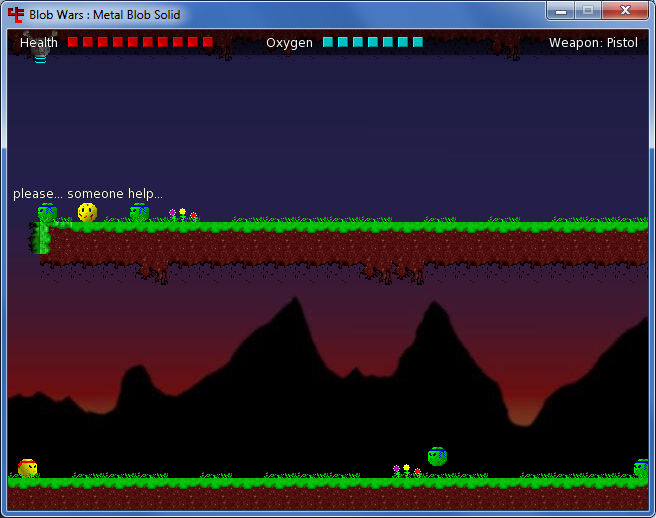 Blob Wars : Metal Blob Solid
Health Oxygen Weapon: Pistol
please... someone help...